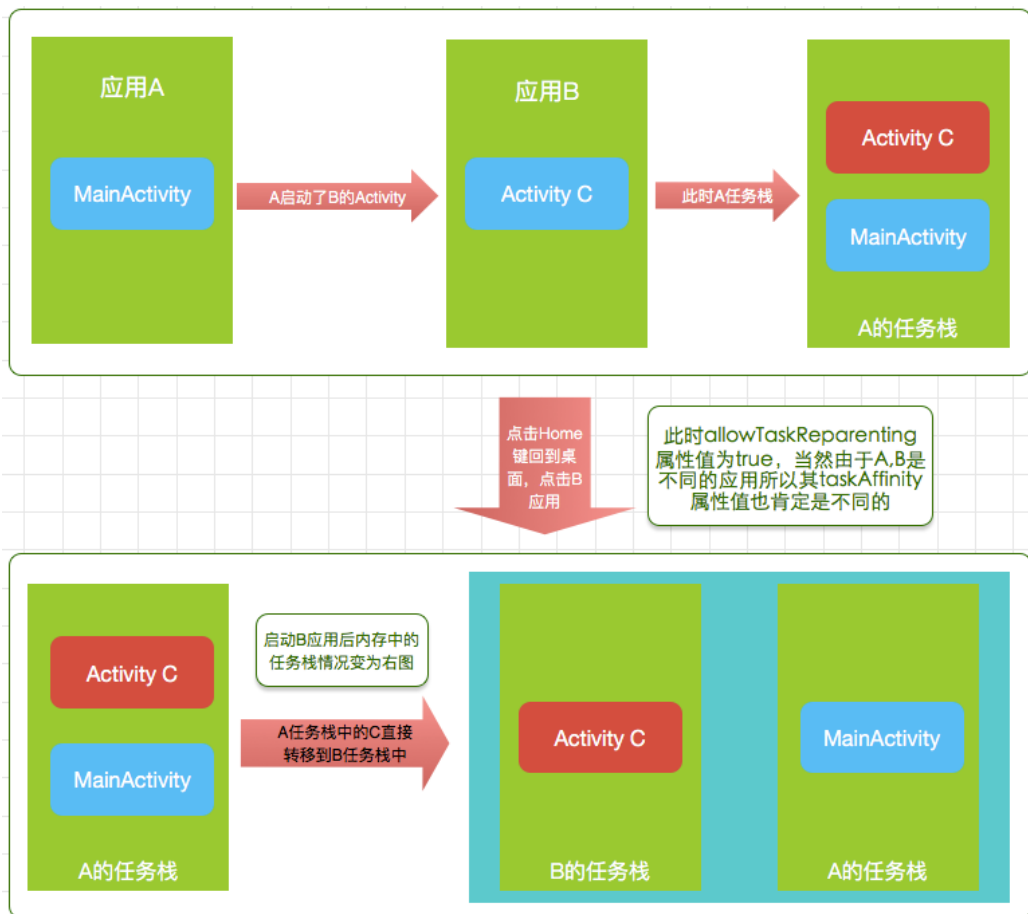 应用A
MainActivity
A启动了B的Activity
应用B
Activity C
此时A任务栈
Activity C
MainActivity
A的任务栈
点击Home
键回到桌
面，点击B
应用
此时allowTaskReparenting
属性值为true，当然由于A,B是
不同的应用所以其taskAffinity
属性值也肯定是不同的
Activity C
MainActivity
A的任务栈
启动B应用后内存中的
任务栈情况变为右图
A任务栈中的C直接
转移到B任务栈中
Activity C
B的任务栈
MainActivity
A的任务栈